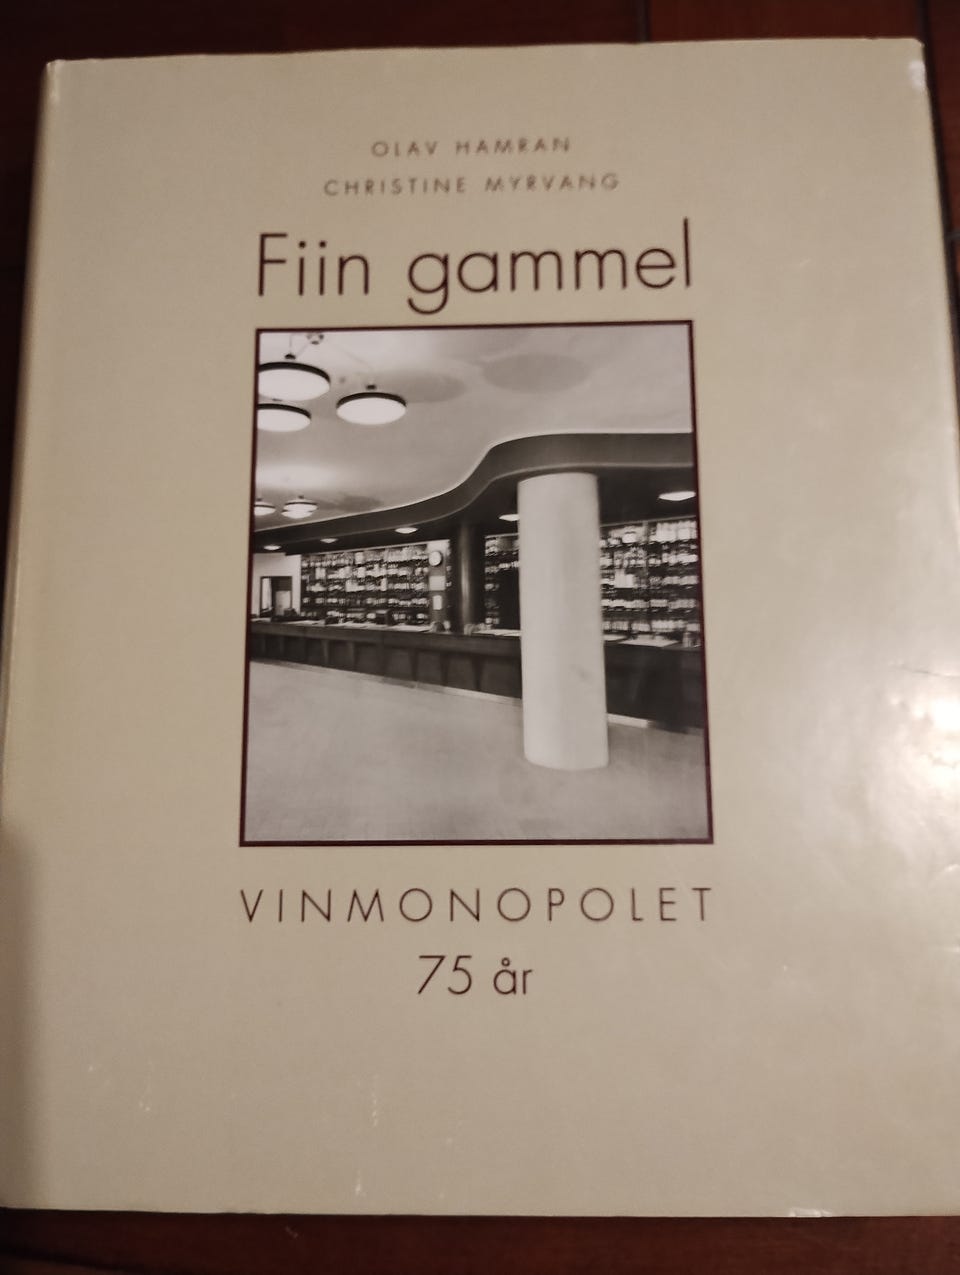 OLAV HAMRAN
CHRISTINE MYRVANG
Fiin gammel
VINMONOPOLET
75 år